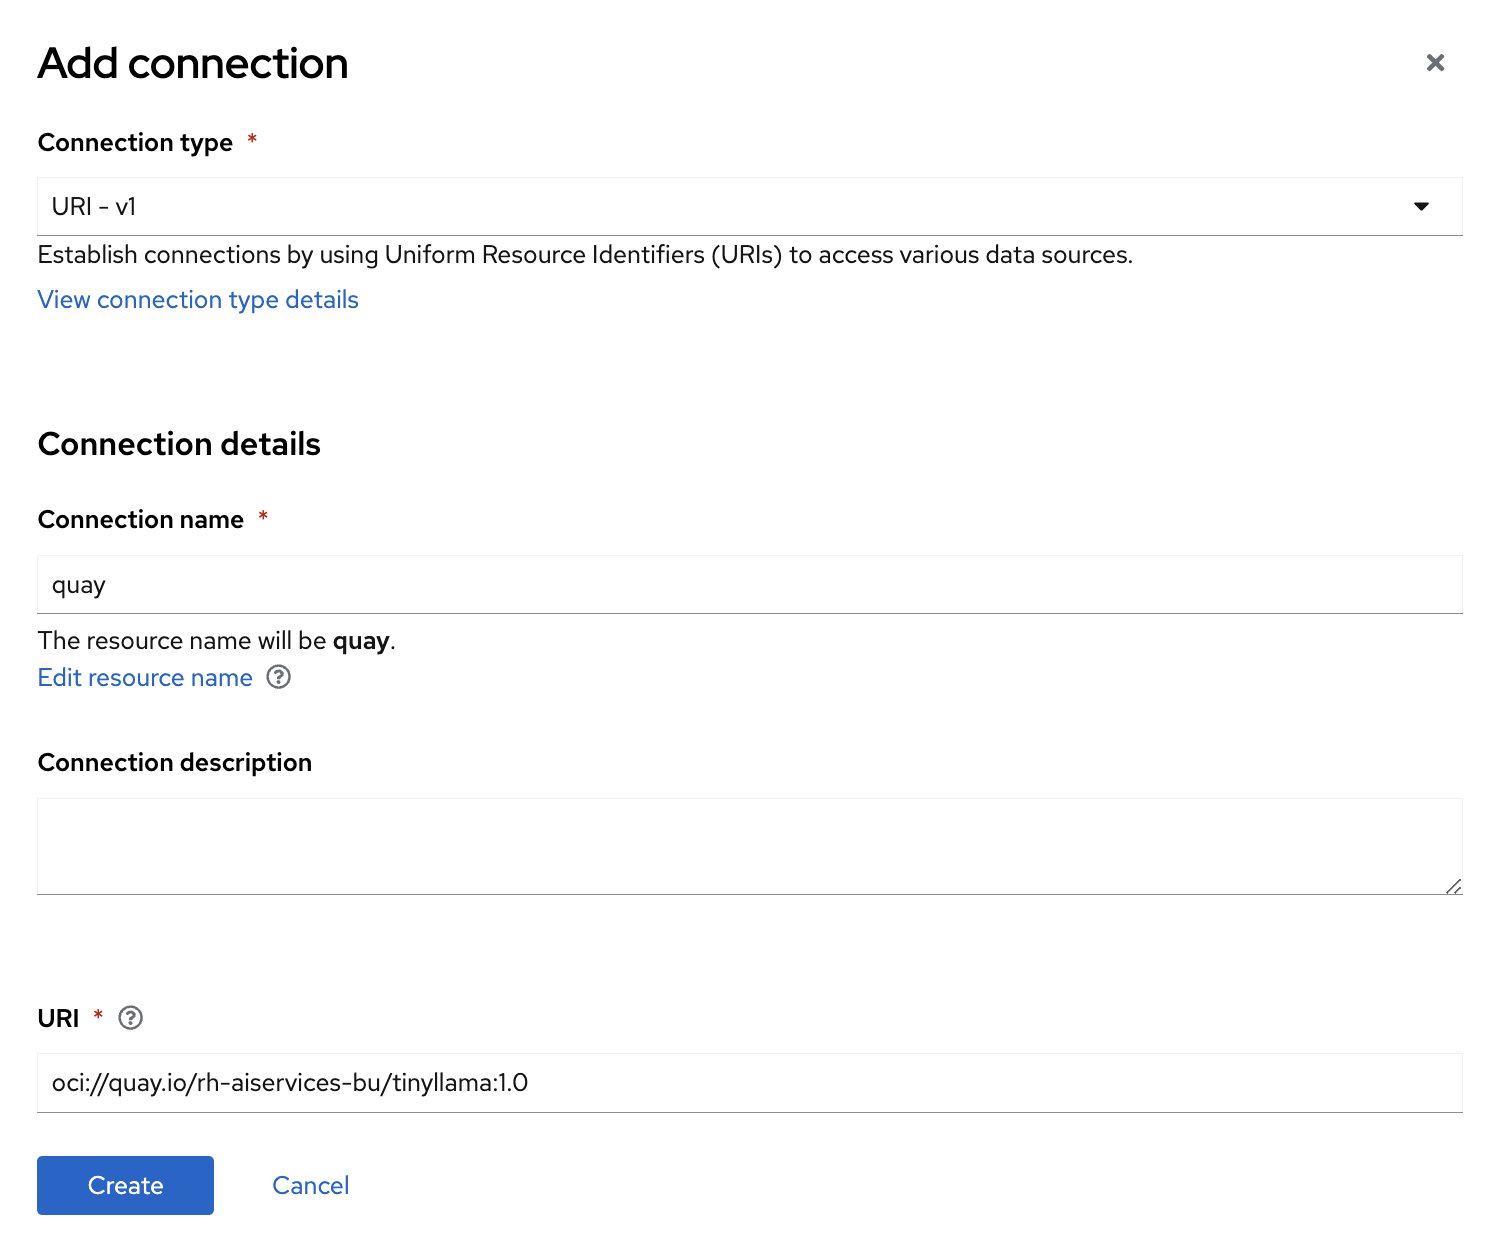 Add connection
Connection type *
URI - v1
Establish connections by using Uniform Resource Identifiers (URIs) to access various data sources.
View connection type details
Connection details
Connection name *
quay
The resource name will be quay.
Edit resource name
Connection description
URI *
oci://quay.io/rh-aiservices-bu/tinyllama:1.0
Create Cancel